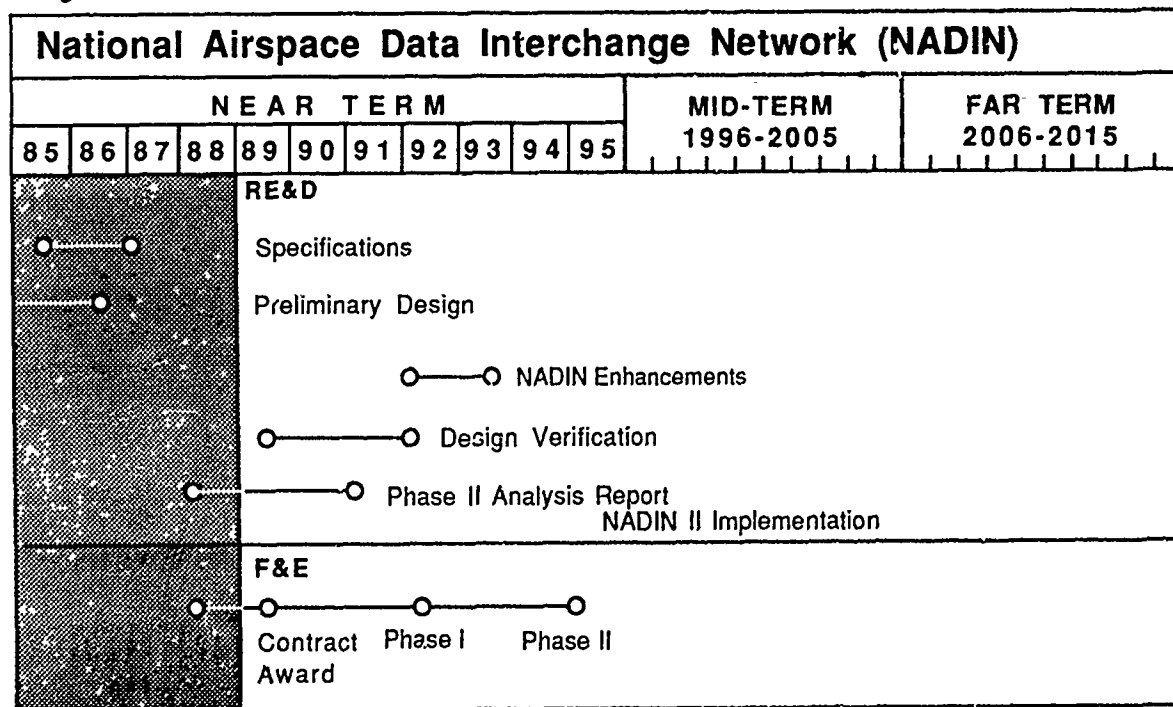 National Airspace Data Interchange Network (NADIN)
NEAR TERM
MID-TERM
1996-2005
FAR TERM
2006-2015
85 86 87 88 89 90 91 92 93 94 95
RE&D
Specifications
Preliminary Design
NADIN Enhancements
Design Verification
Phase II Analysis Report
NADIN II Implementation
F&E
Contract Award
Phase I
Phase II